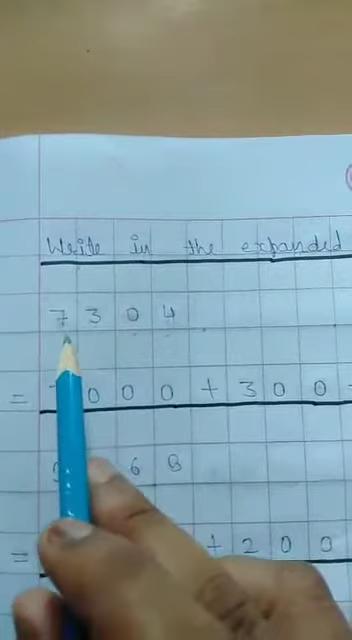 Write in the expanded
7 3 0 4
= 0 0 0 + 3 0 0
6 8
= + 2 0 0